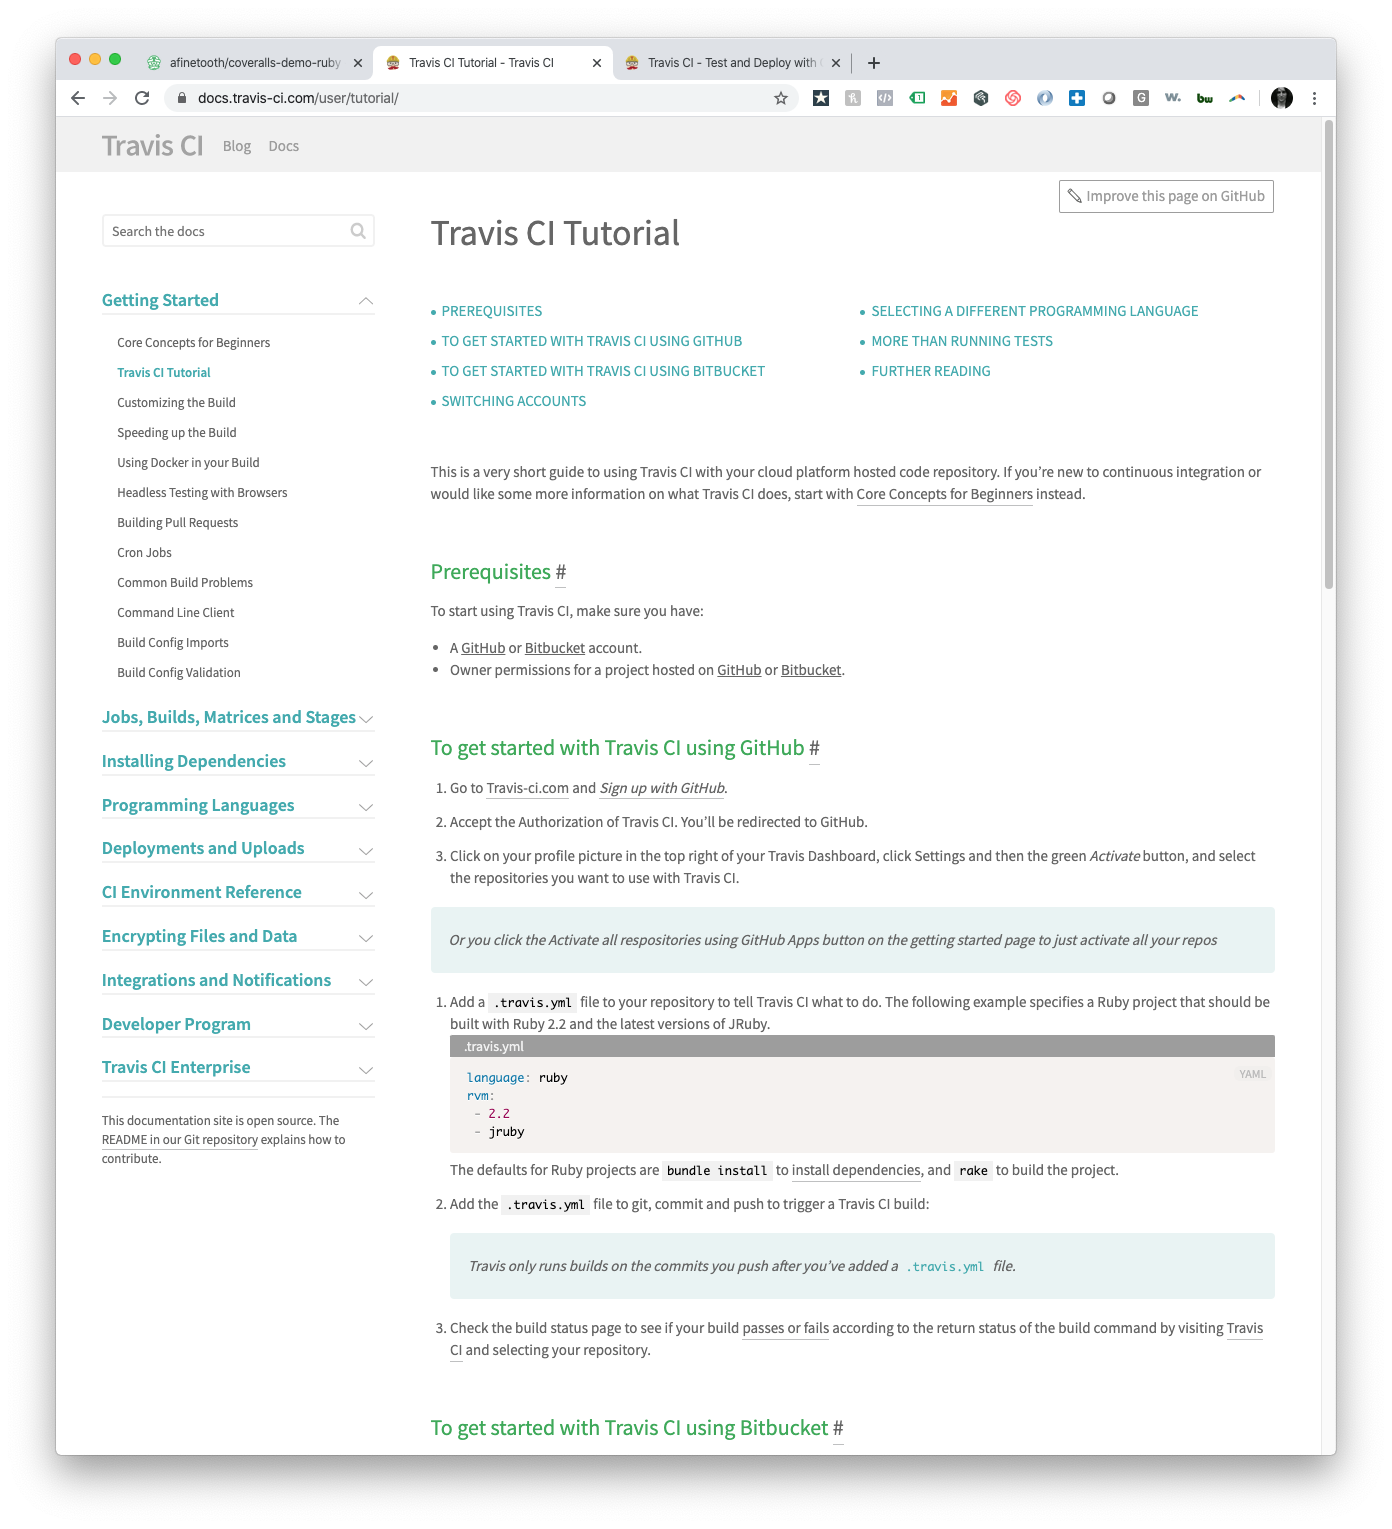 afinetooth/coveralls-demo-ruby
Travis CI Tutorial - Travis CI
Travis CI - Test and Deploy with
docs.travis-ci.com/user/tutorial/
Travis CI Blog Docs
Improve this page on GitHub
Search the docs
Getting Started
Core Concepts for Beginners
Travis CI Tutorial
Customizing the Build
Speeding up the Build
Using Docker in your Build
Headless Testing with Browsers
Building Pull Requests
Cron Jobs
Common Build Problems
Command Line Client
Build Config Imports
Build Config Validation
Jobs, Builds, Matrices and Stages
Installing Dependencies
Programming Languages
Deployments and Uploads
CI Environment Reference
Encrypting Files and Data
Integrations and Notifications
Developer Program
Travis CI Enterprise
This documentation site is open source. The
README in our Git repository explains how to
contribute.
Travis CI Tutorial
• PREREQUISITES
• TO GET STARTED WITH TRAVIS CI USING GITHUB
• TO GET STARTED WITH TRAVIS CI USING BITBUCKET
• SWITCHING ACCOUNTS
• SELECTING A DIFFERENT PROGRAMMING LANGUAGE
• MORE THAN RUNNING TESTS
• FURTHER READING
This is a very short guide to using Travis CI with your cloud platform hosted code repository. If you're new to continuous integration or
would like some more information on what Travis CI does, start with Core Concepts for Beginners instead.
Prerequisites #
To start using Travis CI, make sure you have:
• A GitHub or Bitbucket account.
• Owner permissions for a project hosted on GitHub or Bitbucket.
To get started with Travis CI using GitHub #
1. Go to Travis-ci.com and Sign up with GitHub.
2. Accept the Authorization of Travis CI. You'll be redirected to GitHub.
3. Click on your profile picture in the top right of your Travis Dashboard, click Settings and then the green Activate button, and select
the repositories you want to use with Travis CI.
Or you click the Activate all respositories using GitHub Apps button on the getting started page to just activate all your repos
1. Add a .travis.yml file to your repository to tell Travis CI what to do. The following example specifies a Ruby project that should be
built with Ruby 2.2 and the latest versions of JRuby.
.travis.yml
YAML
language: ruby
rvm:
- 2.2
- jruby
The defaults for Ruby projects are bundle install to install dependencies, and rake to build the project.
2. Add the .travis.yml file to git, commit and push to trigger a Travis CI build:
Travis only runs builds on the commits you push after you've added a .travis.yml file.
3. Check the build status page to see if your build passes or fails according to the return status of the build command by visiting Travis
CI and selecting your repository.
To get started with Travis CI using Bitbucket #